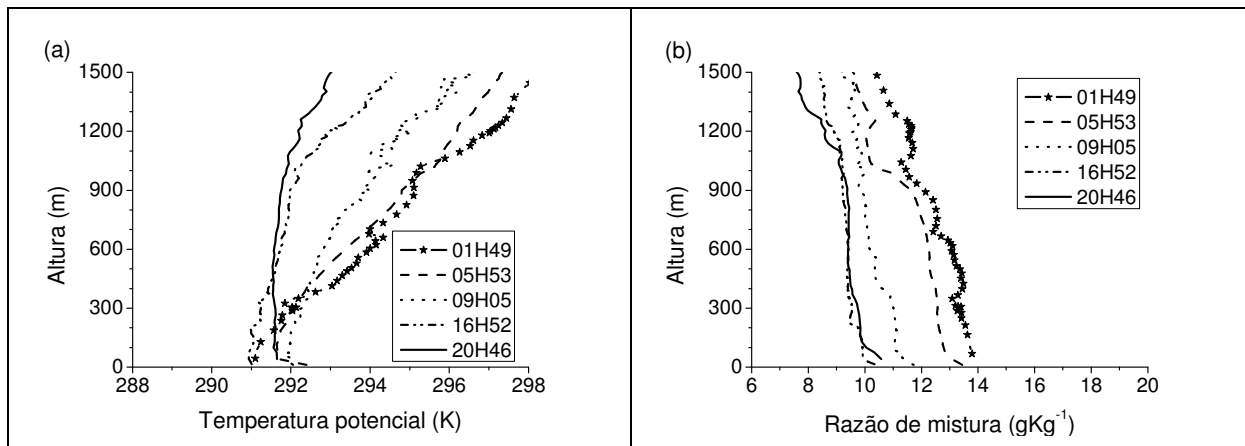 (a)
1500
1200
900
600
300
0
Altura (m)
01H49
05H53
09H05
16H52
20H46
288 290 292 294 296 298
Temperatura potencial (K)
(b)
1500
1200
900
600
300
0
Altura (m)
01H49
05H53
09H05
16H52
20H46
6 8 10 12 14 16 18 20
Razão de mistura (gKg⁻¹)